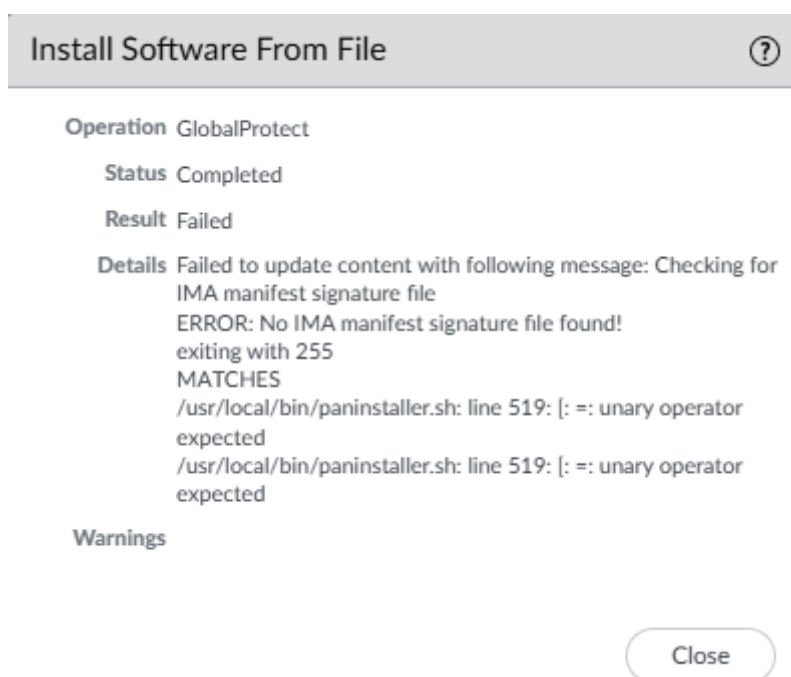 Install Software From File
Operation GlobalProtect
Status Completed
Result Failed
Details Failed to update content with following message: Checking for
IMA manifest signature file
ERROR: No IMA manifest signature file found!
exiting with 255
MATCHES
/usr/local/bin/paninstaller.sh: line 519: [: =: unary operator
expected
/usr/local/bin/paninstaller.sh: line 519: [: =: unary operator
expected
Warnings
Close